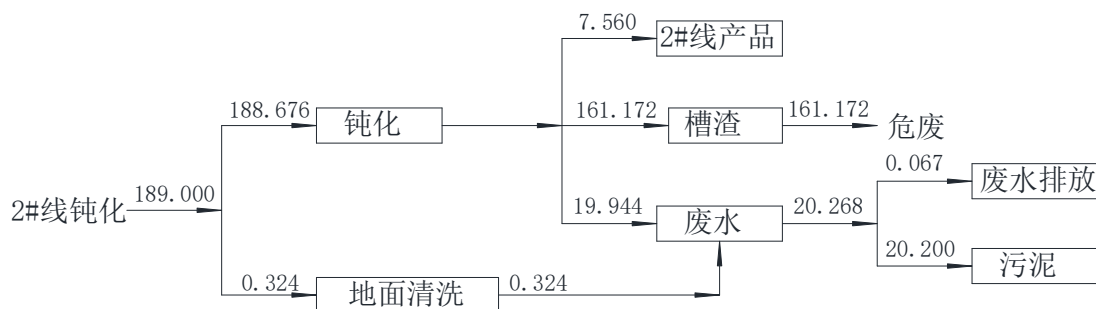 7.560
2#线产品
188.676
钝化
161.172
槽渣
161.172
危废
0.067
废水排放
2#线钝化
189.000
19.944
废水
20.268
20.200
污泥
0.324
地面清洗
0.324